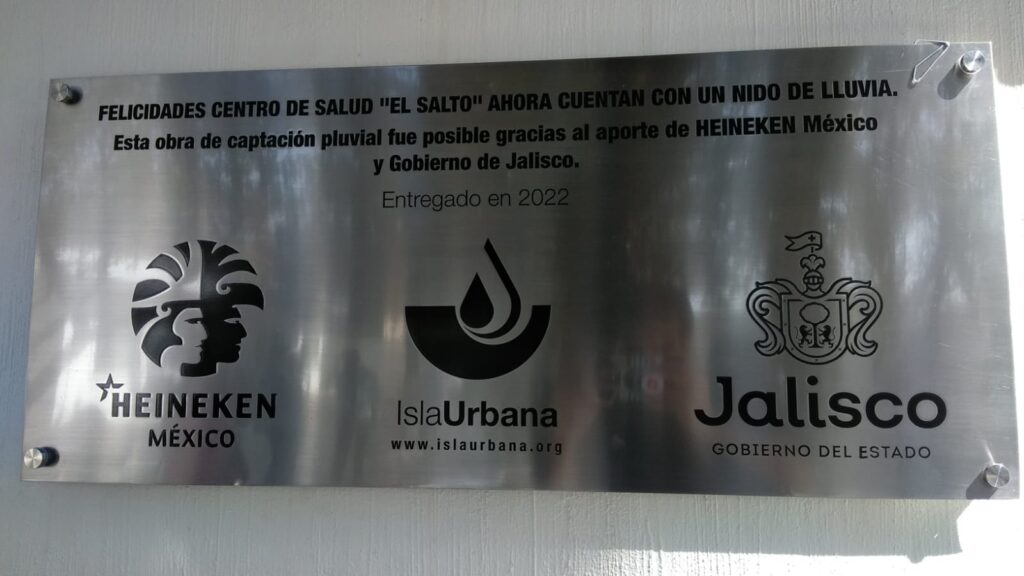 FELICIDADES CENTRO DE SALUD "EL SALTO" AHORA CUENTAN CON UN NIDO DE LLUVIA.
Esta obra de captación pluvial fue posible gracias al aporte de HEINEKEN México
y Gobierno de Jalisco.
Entregado en 2022
HEINEKEN
MÉXICO
IslaUrbana
www.islaurbana.org
Jalisco
GOBIERNO DEL ESTADO